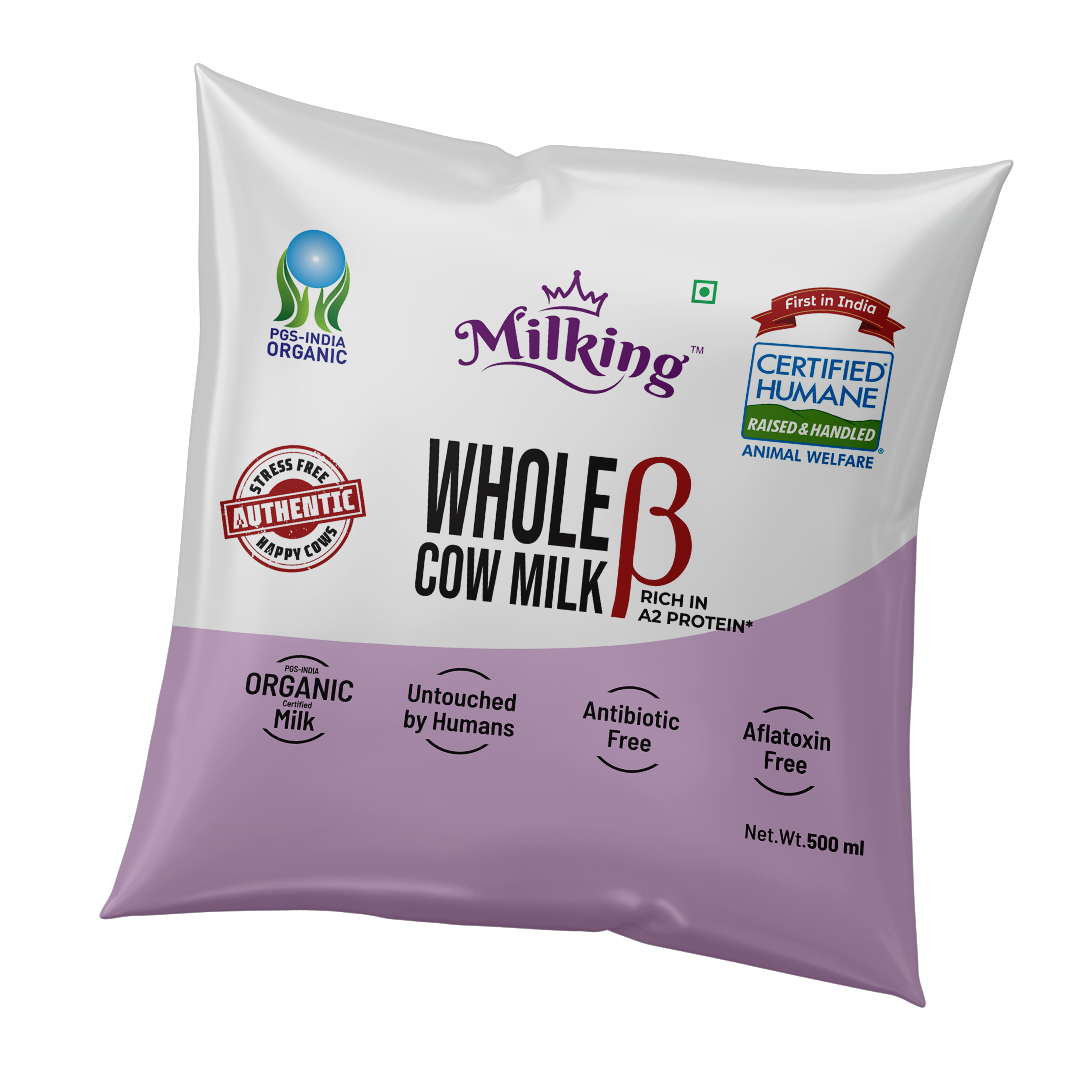 PGS-INDIA
ORGANIC
Milking™
First in India
CERTIFIED®
HUMANE
RAISED & HANDLED®
ANIMAL WELFARE
STRESS FREE
AUTHENTIC
HAPPY COWS
WHOLE
COW MILK
β
RICH IN
A2 PROTEIN*
PGS-INDIA
ORGANIC
Certified
Milk
Untouched
by Humans
Antibiotic
Free
Aflatoxin
Free
Net.Wt.500 ml